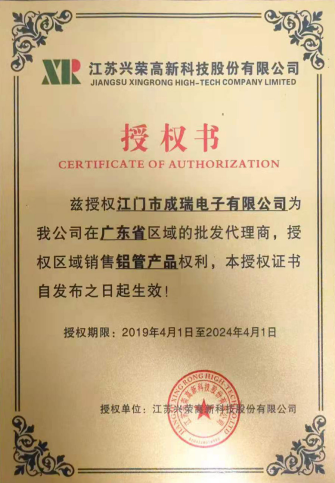 XR 江苏兴荣高新科技股份有限公司
JIANGSU XINGRONG HIGH-TECH COMPANY LIMITED
授权书
CERTIFICATE OF AUTHORIZATION
兹授权江门市成瑞电子有限公司为
我公司在广东省区域的批发代理商，授
权区域销售铝管产品权利，本授权证书
自发布之日起生效！
授权期限：2019年4月1日至2024年4月1日
授权单位：江苏兴荣高新科技股份有限公司